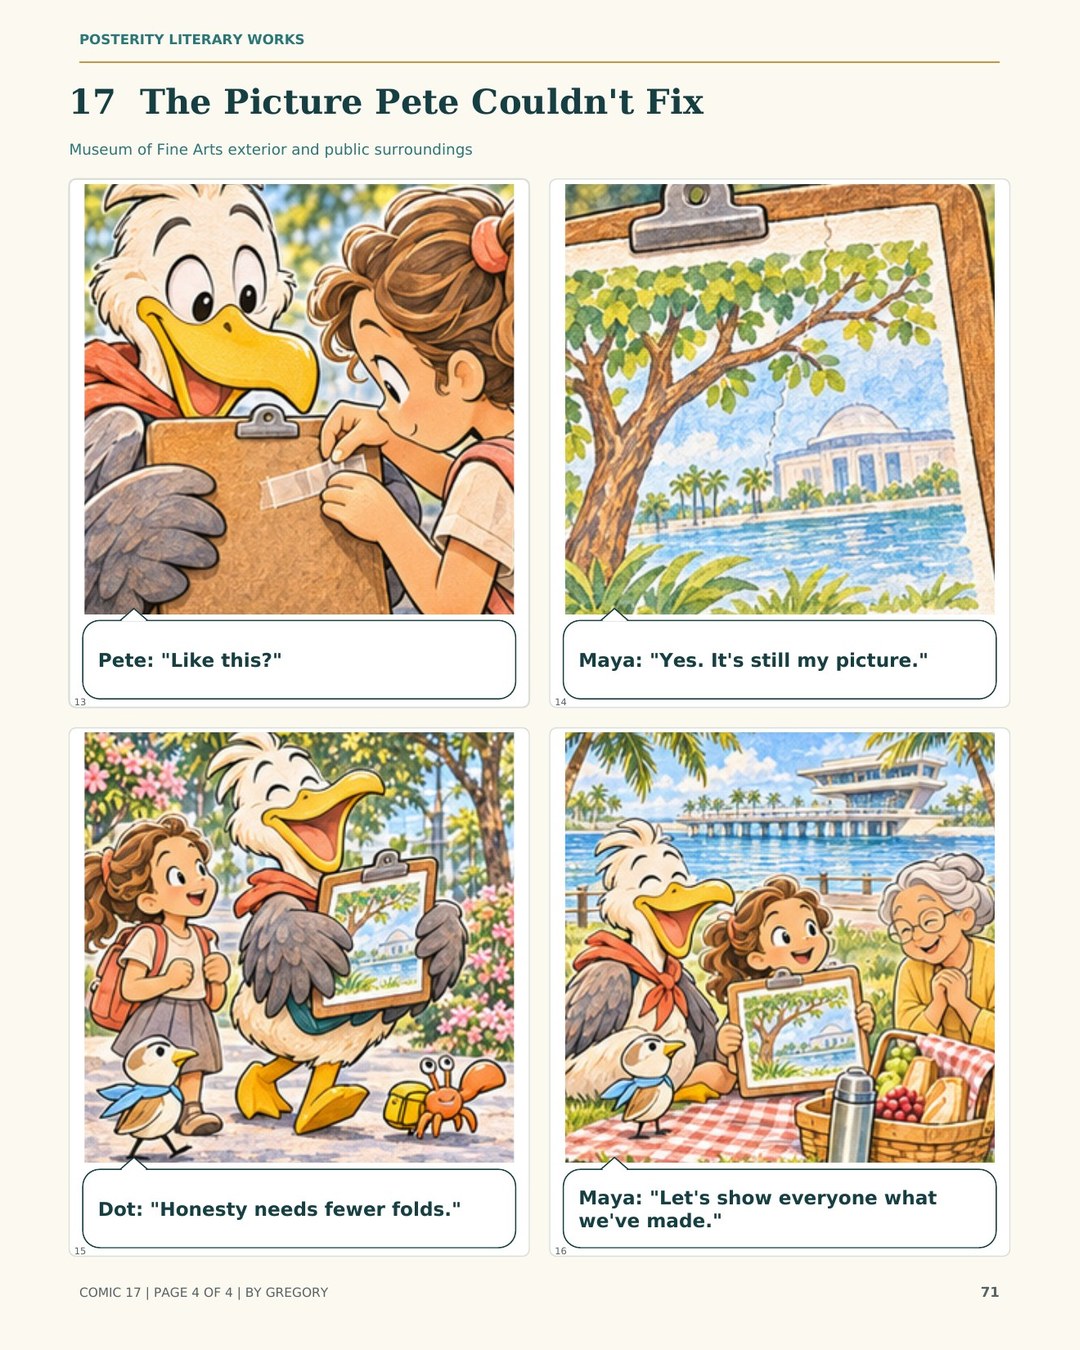 POSTERITY LITERARY WORKS
17 The Picture Pete Couldn't Fix
Museum of Fine Arts exterior and public surroundings
Pete: "Like this?"
13
Maya: "Yes. It's still my picture."
14
Dot: "Honesty needs fewer folds."
15
Maya: "Let's show everyone what
we've made."
16
COMIC 17 | PAGE 4 OF 4 | BY GREGORY
71